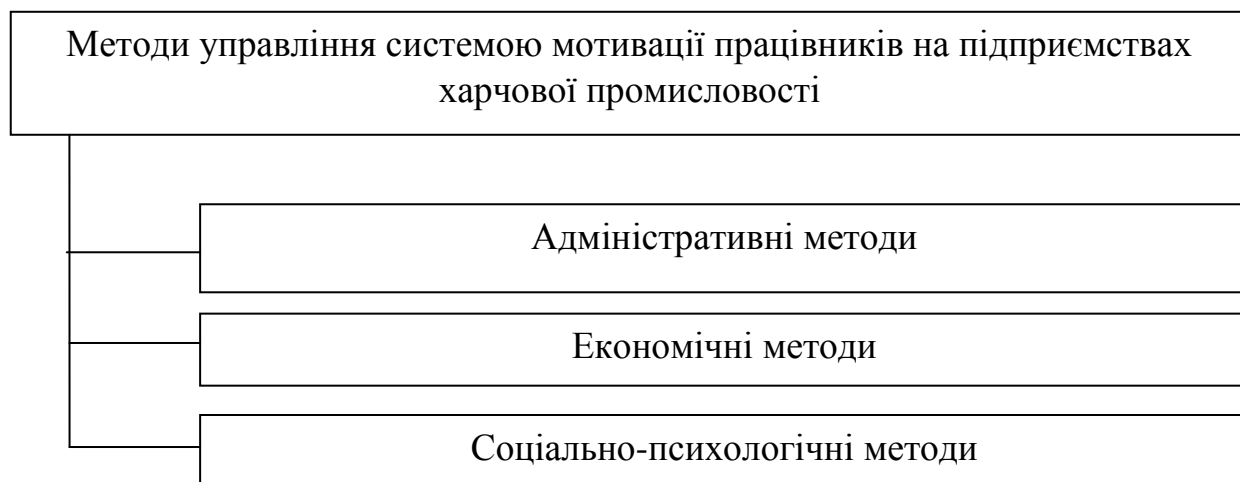 Методи управління системою мотивації працівників на підприємствах
харчової промисловості
Адміністративні методи
Економічні методи
Соціально-психологічні методи